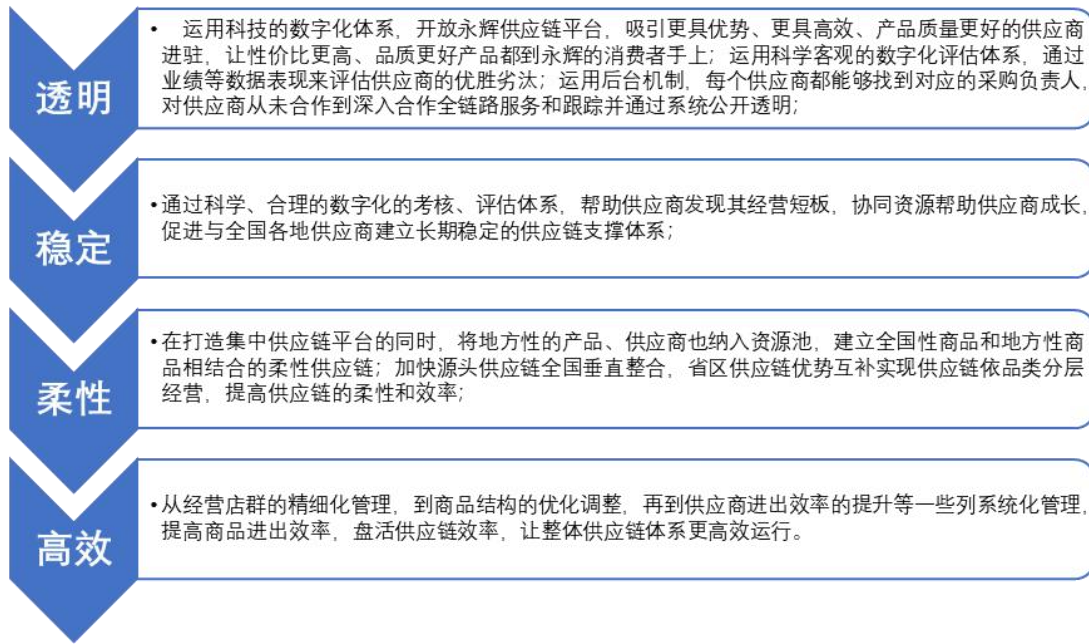 透明
• 运用科技的数字化体系，开放永辉供应链平台，吸引更具优势、更具高效、产品质量更好的供应商
进驻，让性价比更高、品质更好产品都到永辉的消费者手上；运用科学客观的数字化评估体系，通过
业绩等数据表现来评估供应商的优胜劣汰；运用后台机制，每个供应商都能够找到对应的采购负责人，
对供应商从未合作到深入合作全链路服务和跟踪并通过系统公开透明；
稳定
•通过科学、合理的数字化的考核、评估体系，帮助供应商发现其经营短板，协同资源帮助供应商成长，
促进与全国各地供应商建立长期稳定的供应链支撑体系；
柔性
•在打造集中供应链平台的同时，将地方性的产品、供应商也纳入资源池，建立全国性商品和地方性商
品相结合的柔性供应链；加快源头供应链全国垂直整合，省区供应链优势互补实现供应链依品类分层
经营，提高供应链的柔性和效率；
高效
•从经营店群的精细化管理，到商品结构的优化调整，再到供应商进出效率的提升等一些列系统化管理，
提高商品进出效率，盘活供应链效率，让整体供应链体系更高效运行。